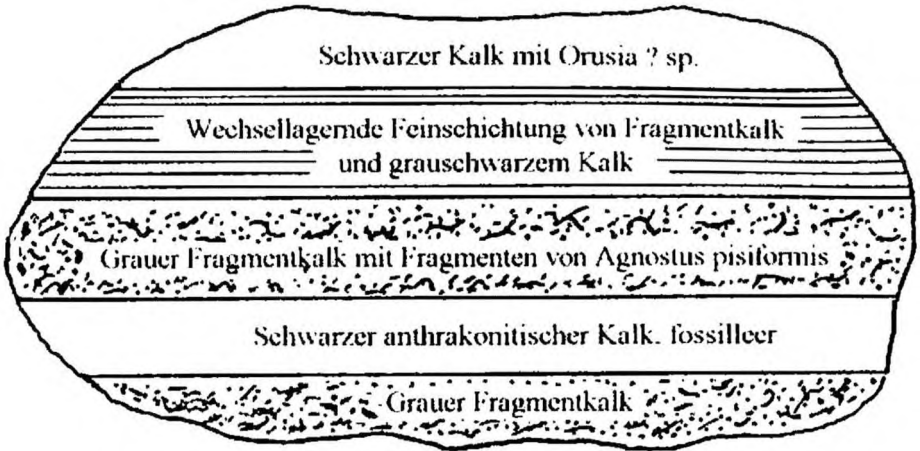 Schwarzer Kalk mit Orusia ? sp.
Wechsellagernde Feinschichtung von Fragmentkalk
und grauschwarzem Kalk
Grauer Fragmentkalk mit Fragmenten von Agnostus pisiformis
Schwarzer anthrakonitischer Kalk. fossilleer
Grauer Fragmentkalk